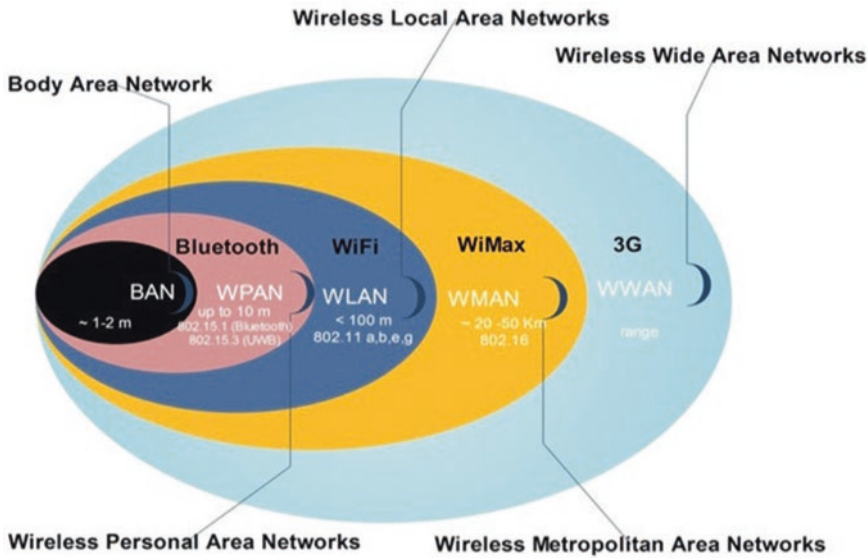 Wireless Local Area Networks
Wireless Wide Area Networks
Body Area Network
Bluetooth
WiFi
WiMax
3G
BAN
WPAN
WLAN
WMAN
WWAN
~ 1-2 m
up to 10 m
802.15.1 (Bluetooth)
802.15.3 (UWB)
< 100 m
802.11 a,b,e,g
~ 20 -50 Km
802.16
range
Wireless Personal Area Networks
Wireless Metropolitan Area Networks